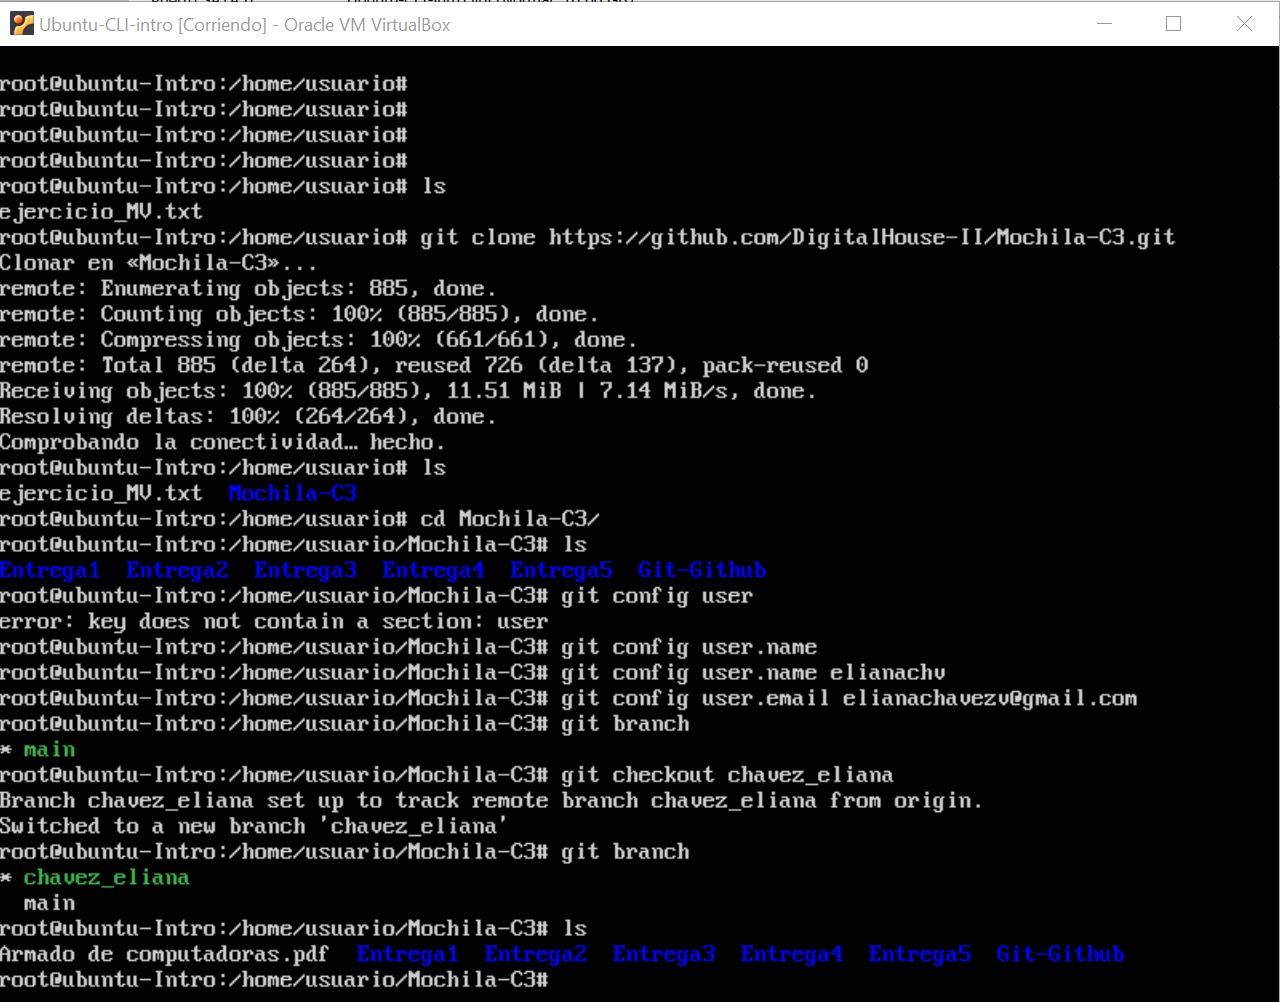 Ubuntu-CLI-intro [Corriendo] - Oracle VM VirtualBox
root@ubuntu-Intro:/home/usuario#
root@ubuntu-Intro:/home/usuario#
root@ubuntu-Intro:/home/usuario#
root@ubuntu-Intro:/home/usuario#
root@ubuntu-Intro:/home/usuario# ls
ejercicio_MV.txt
root@ubuntu-Intro:/home/usuario# git clone https://github.com/DigitalHouse-II/Mochila-C3.git
Clonar en «Mochila-C3»...
remote: Enumerating objects: 885, done.
remote: Counting objects: 100% (885/885), done.
remote: Compressing objects: 100% (661/661), done.
remote: Total 885 (delta 264), reused 726 (delta 137), pack-reused 0
Receiving objects: 100% (885/885), 11.51 MiB | 7.14 MiB/s, done.
Resolving deltas: 100% (264/264), done.
Comprobando la conectividad… hecho.
root@ubuntu-Intro:/home/usuario# ls
ejercicio_MV.txt  Mochila-C3
root@ubuntu-Intro:/home/usuario# cd Mochila-C3/
root@ubuntu-Intro:/home/usuario/Mochila-C3# ls
Entrega1  Entrega2  Entrega3  Entrega4  Entrega5  Git-Github
root@ubuntu-Intro:/home/usuario/Mochila-C3# git config user
error: key does not contain a section: user
root@ubuntu-Intro:/home/usuario/Mochila-C3# git config user.name
root@ubuntu-Intro:/home/usuario/Mochila-C3# git config user.name elianachv
root@ubuntu-Intro:/home/usuario/Mochila-C3# git config user.email elianachavezv@gmail.com
root@ubuntu-Intro:/home/usuario/Mochila-C3# git branch
* main
root@ubuntu-Intro:/home/usuario/Mochila-C3# git checkout chavez_eliana
Branch chavez_eliana set up to track remote branch chavez_eliana from origin.
Switched to a new branch 'chavez_eliana'
root@ubuntu-Intro:/home/usuario/Mochila-C3# git branch
* chavez_eliana
  main
root@ubuntu-Intro:/home/usuario/Mochila-C3# ls
Armado de computadoras.pdf  Entrega1  Entrega2  Entrega3  Entrega4  Entrega5  Git-Github
root@ubuntu-Intro:/home/usuario/Mochila-C3#